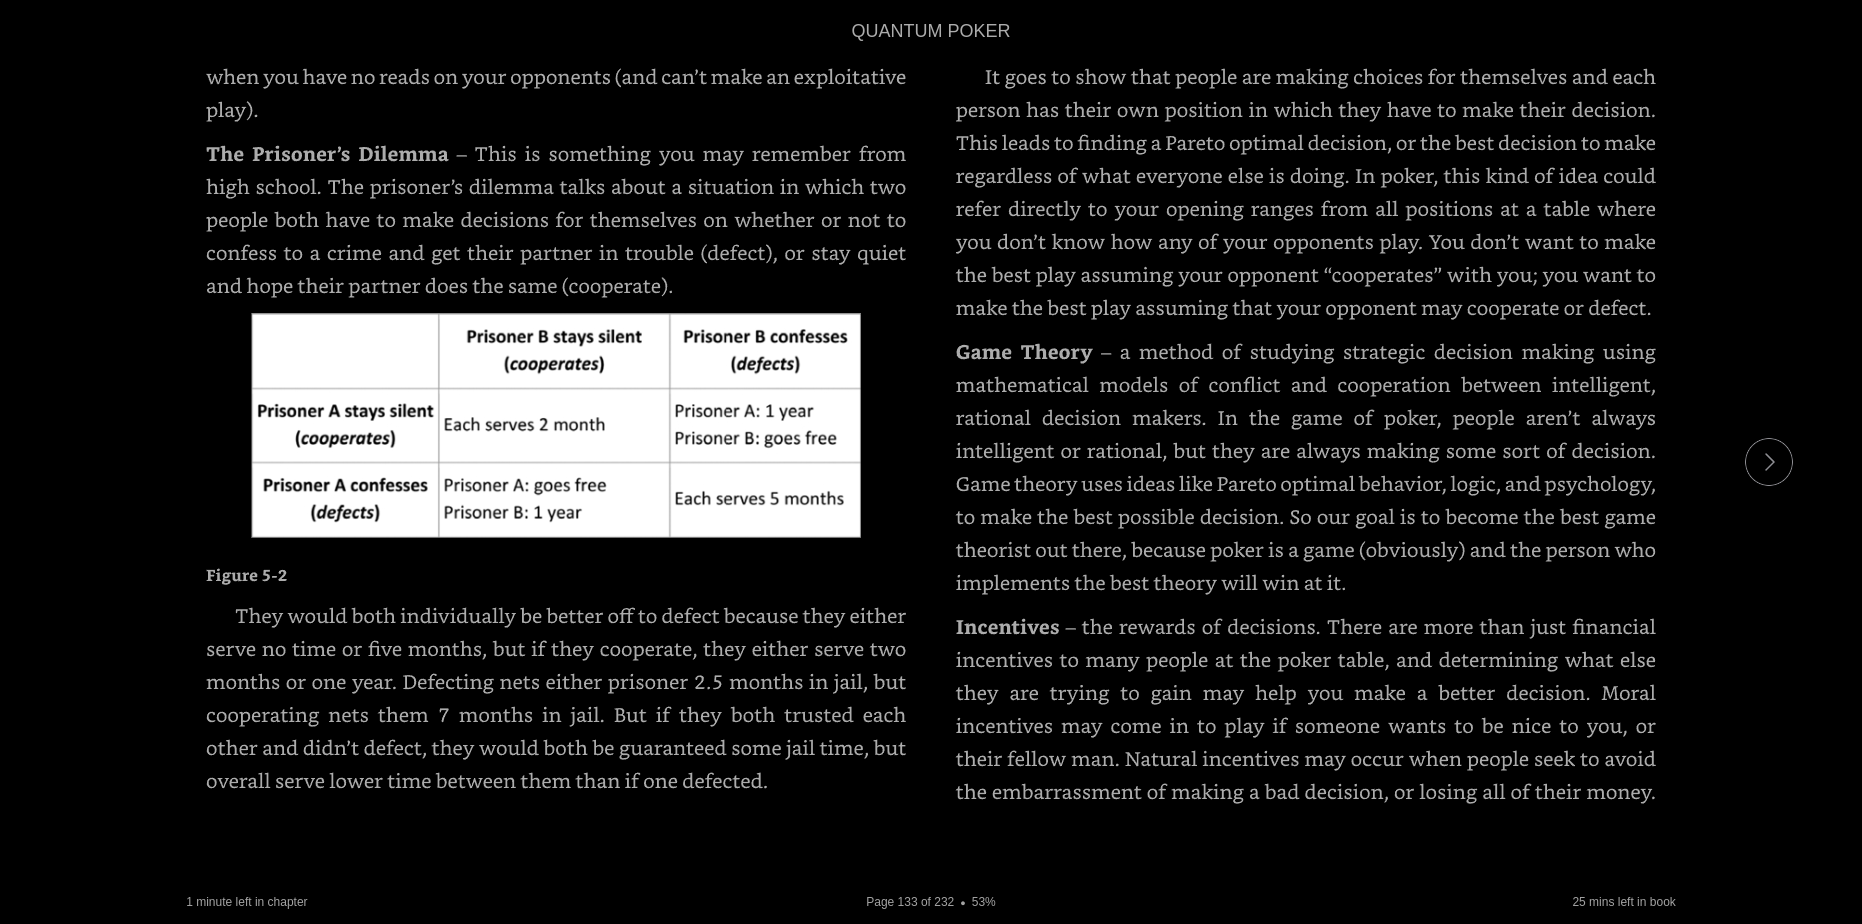 QUANTUM POKER
when you have no reads on your opponents (and can’t make an exploitative
play).
The Prisoner’s Dilemma – This is something you may remember from
high school. The prisoner’s dilemma talks about a situation in which two
people both have to make decisions for themselves on whether or not to
confess to a crime and get their partner in trouble (defect), or stay quiet
and hope their partner does the same (cooperate).
Prisoner B stays silent
(cooperates)
Prisoner B confesses
(defects)
Prisoner A stays silent
(cooperates)
Each serves 2 month
Prisoner A: 1 year
Prisoner B: goes free
Prisoner A confesses
(defects)
Prisoner A: goes free
Prisoner B: 1 year
Each serves 5 months
Figure 5-2
They would both individually be better off to defect because they either
serve no time or five months, but if they cooperate, they either serve two
months or one year. Defecting nets either prisoner 2.5 months in jail, but
cooperating nets them 7 months in jail. But if they both trusted each
other and didn’t defect, they would both be guaranteed some jail time, but
overall serve lower time between them than if one defected.
It goes to show that people are making choices for themselves and each
person has their own position in which they have to make their decision.
This leads to finding a Pareto optimal decision, or the best decision to make
regardless of what everyone else is doing. In poker, this kind of idea could
refer directly to your opening ranges from all positions at a table where
you don’t know how any of your opponents play. You don’t want to make
the best play assuming your opponent “cooperates” with you; you want to
make the best play assuming that your opponent may cooperate or defect.
Game Theory – a method of studying strategic decision making using
mathematical models of conflict and cooperation between intelligent,
rational decision makers. In the game of poker, people aren’t always
intelligent or rational, but they are always making some sort of decision.
Game theory uses ideas like Pareto optimal behavior, logic, and psychology,
to make the best possible decision. So our goal is to become the best game
theorist out there, because poker is a game (obviously) and the person who
implements the best theory will win at it.
Incentives – the rewards of decisions. There are more than just financial
incentives to many people at the poker table, and determining what else
they are trying to gain may help you make a better decision. Moral
incentives may come in to play if someone wants to be nice to you, or
their fellow man. Natural incentives may occur when people seek to avoid
the embarrassment of making a bad decision, or losing all of their money.
1 minute left in chapter
Page 133 of 232 • 53%
25 mins left in book